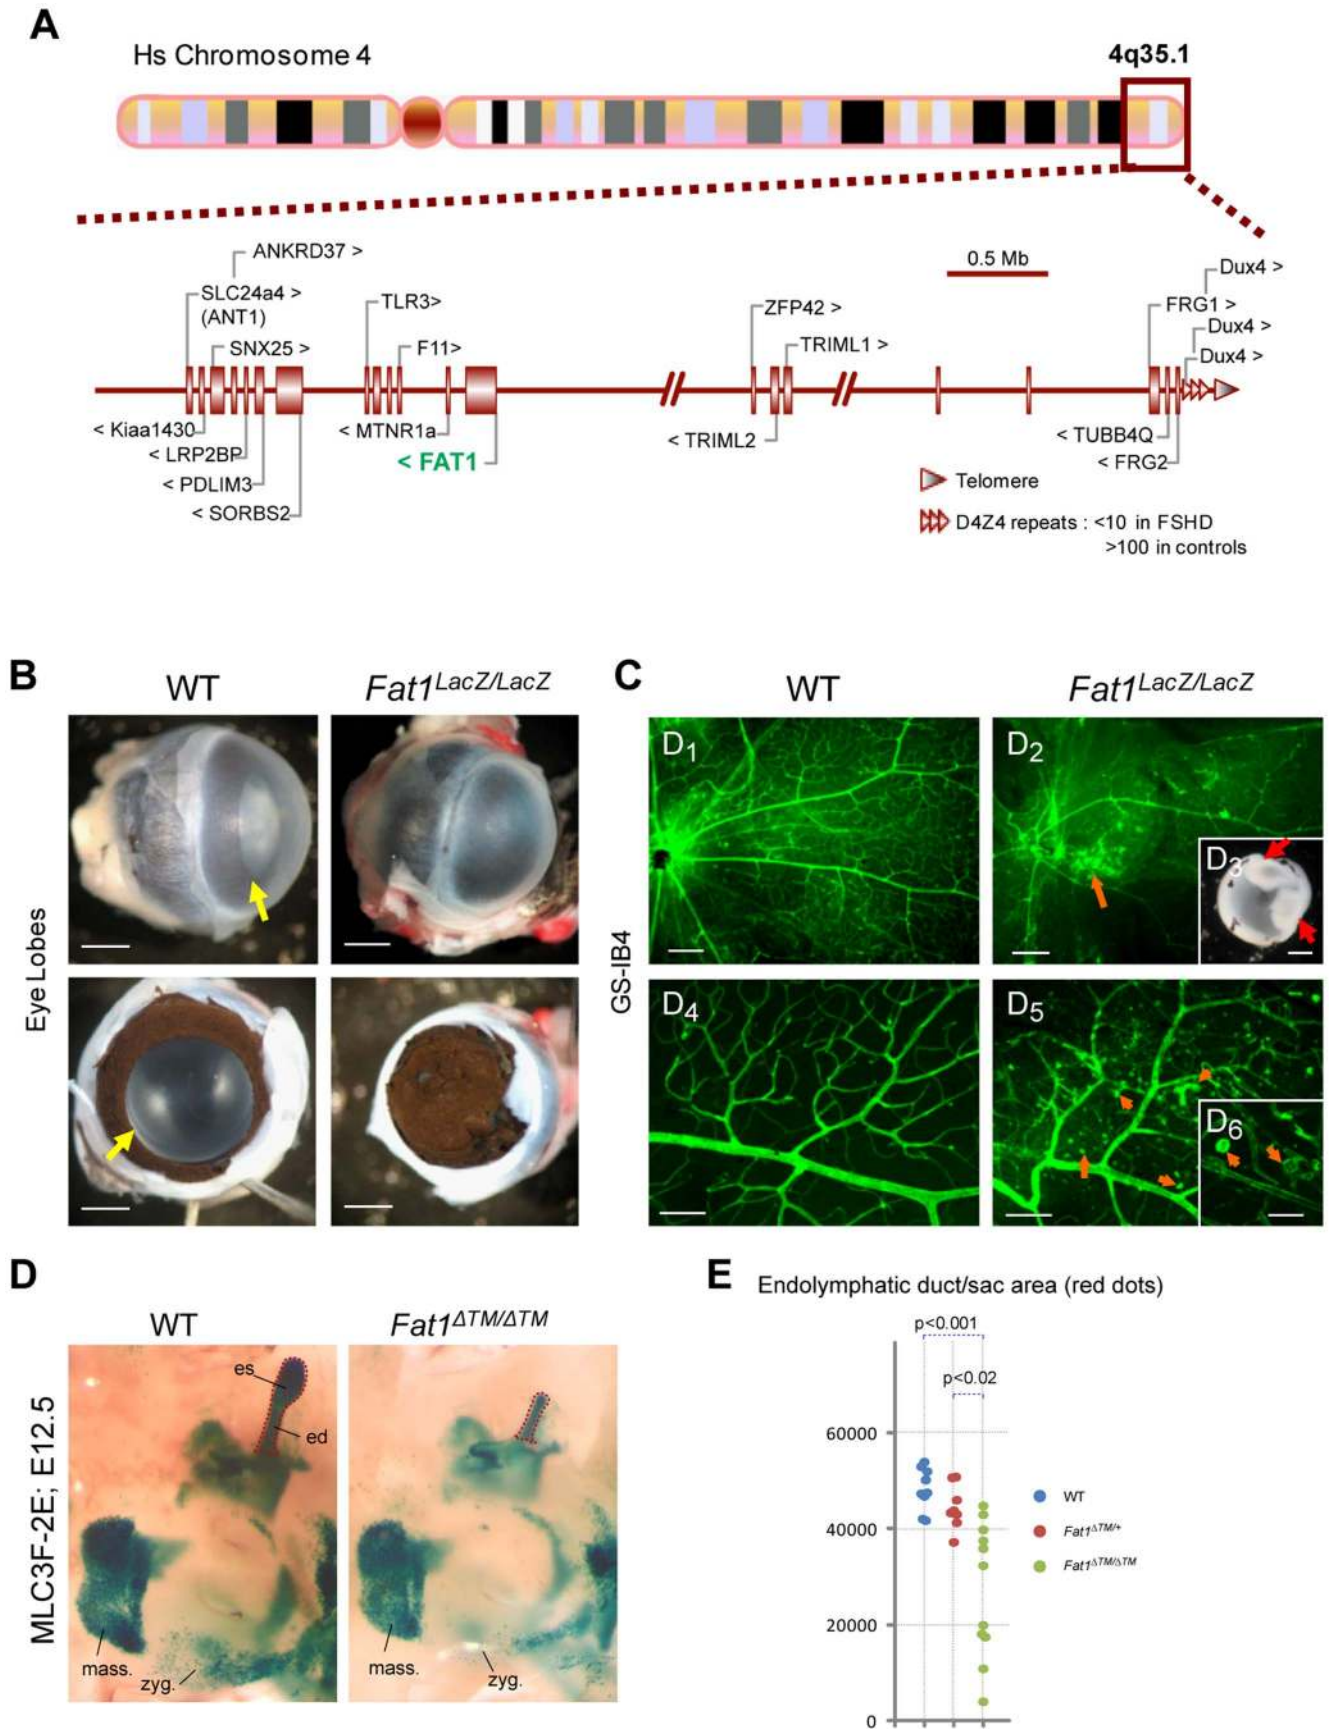 A
Hs Chromosome 4
4q35.1
ANKRD37 >
SLC24a4 >
(ANT1)
SNX25 >
TLR3>
F11>
0.5 Mb
ZFP42 >
TRIML1 >
Dux4 >
FRG1 >
Dux4 >
Dux4 >
< Kiaa1430
< LRP2BP
< PDLIM3
< SORBS2
< MTNR1a
< FAT1
< TRIML2
< TUBB4Q
< FRG2
Telomere
D4Z4 repeats : <10 in FSHD
>100 in controls
B
WT
Fat1LacZ/LacZ
Eye Lobes
C
WT
Fat1LacZ/LacZ
GS-IB4
D1
D2
D3
D4
D5
D6
D
WT
Fat1ΔTM/ΔTM
MLC3F-2E; E12.5
es
ed
mass.
zyg.
mass.
zyg.
E
Endolymphatic duct/sac area (red dots)
p<0.001
p<0.02
60000
40000
20000
0
WT
Fat1ΔTM/+
Fat1ΔTM/ΔTM